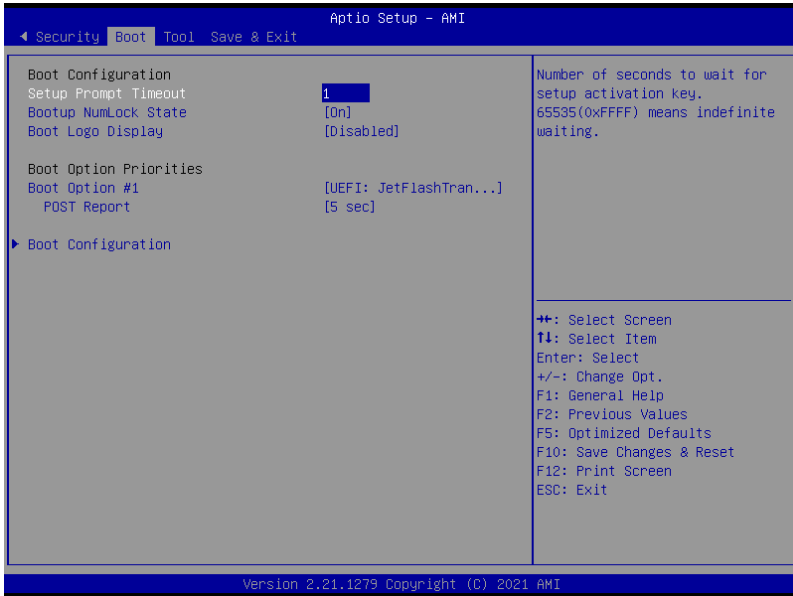 Aptio Setup – AMI
◄ Security Boot Tool Save & Exit
Boot Configuration
Setup Prompt Timeout 1
Bootup NumLock State [On]
Boot Logo Display [Disabled]
Boot Option Priorities
Boot Option #1 [UEFI: JetFlashTran...]
POST Report [5 sec]
► Boot Configuration
Number of seconds to wait for
setup activation key.
65535(0xFFFF) means indefinite
waiting.
→←: Select Screen
↑↓: Select Item
Enter: Select
+/-: Change Opt.
F1: General Help
F2: Previous Values
F5: Optimized Defaults
F10: Save Changes & Reset
F12: Print Screen
ESC: Exit
Version 2.21.1279 Copyright (C) 2021 AMI